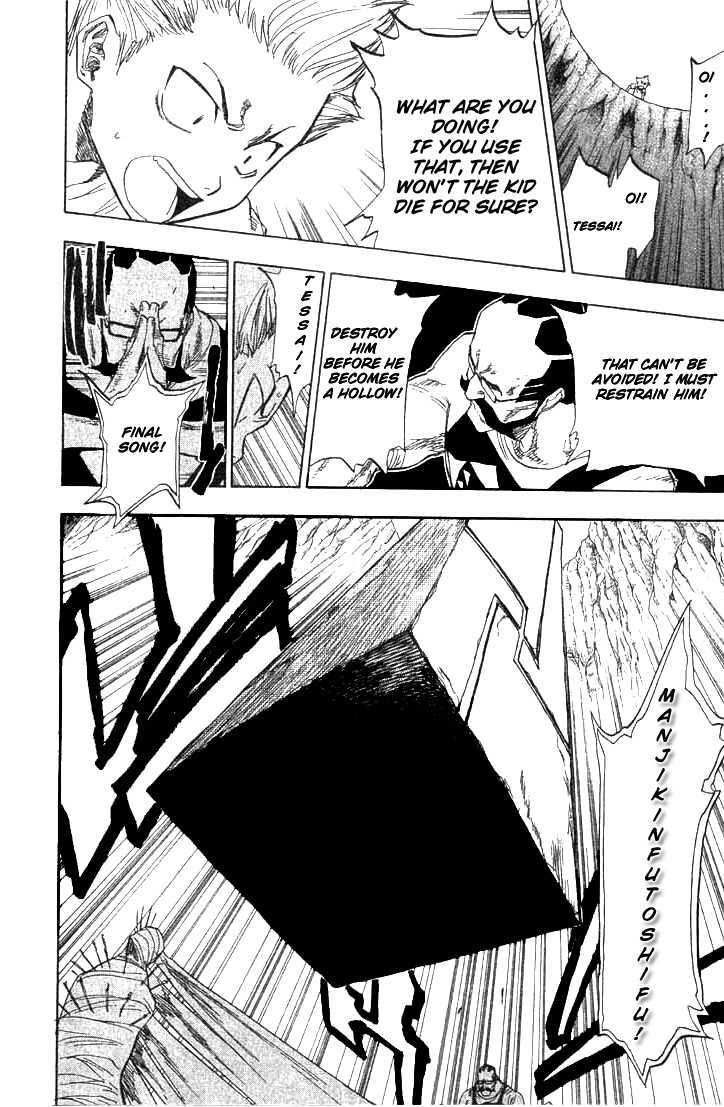 OI
....!
OI!
TESSAI!
WHAT ARE YOU
DOING!
IF YOU USE
THAT, THEN
WON'T THE KID
DIE FOR SURE?
THAT CAN'T BE
AVOIDED! I MUST
RESTRAIN HIM!
DESTROY
HIM
BEFORE HE
BECOMES
A HOLLOW!
TESSAI!
FINAL
SONG!
MANJIKINFUTOSHIFU!